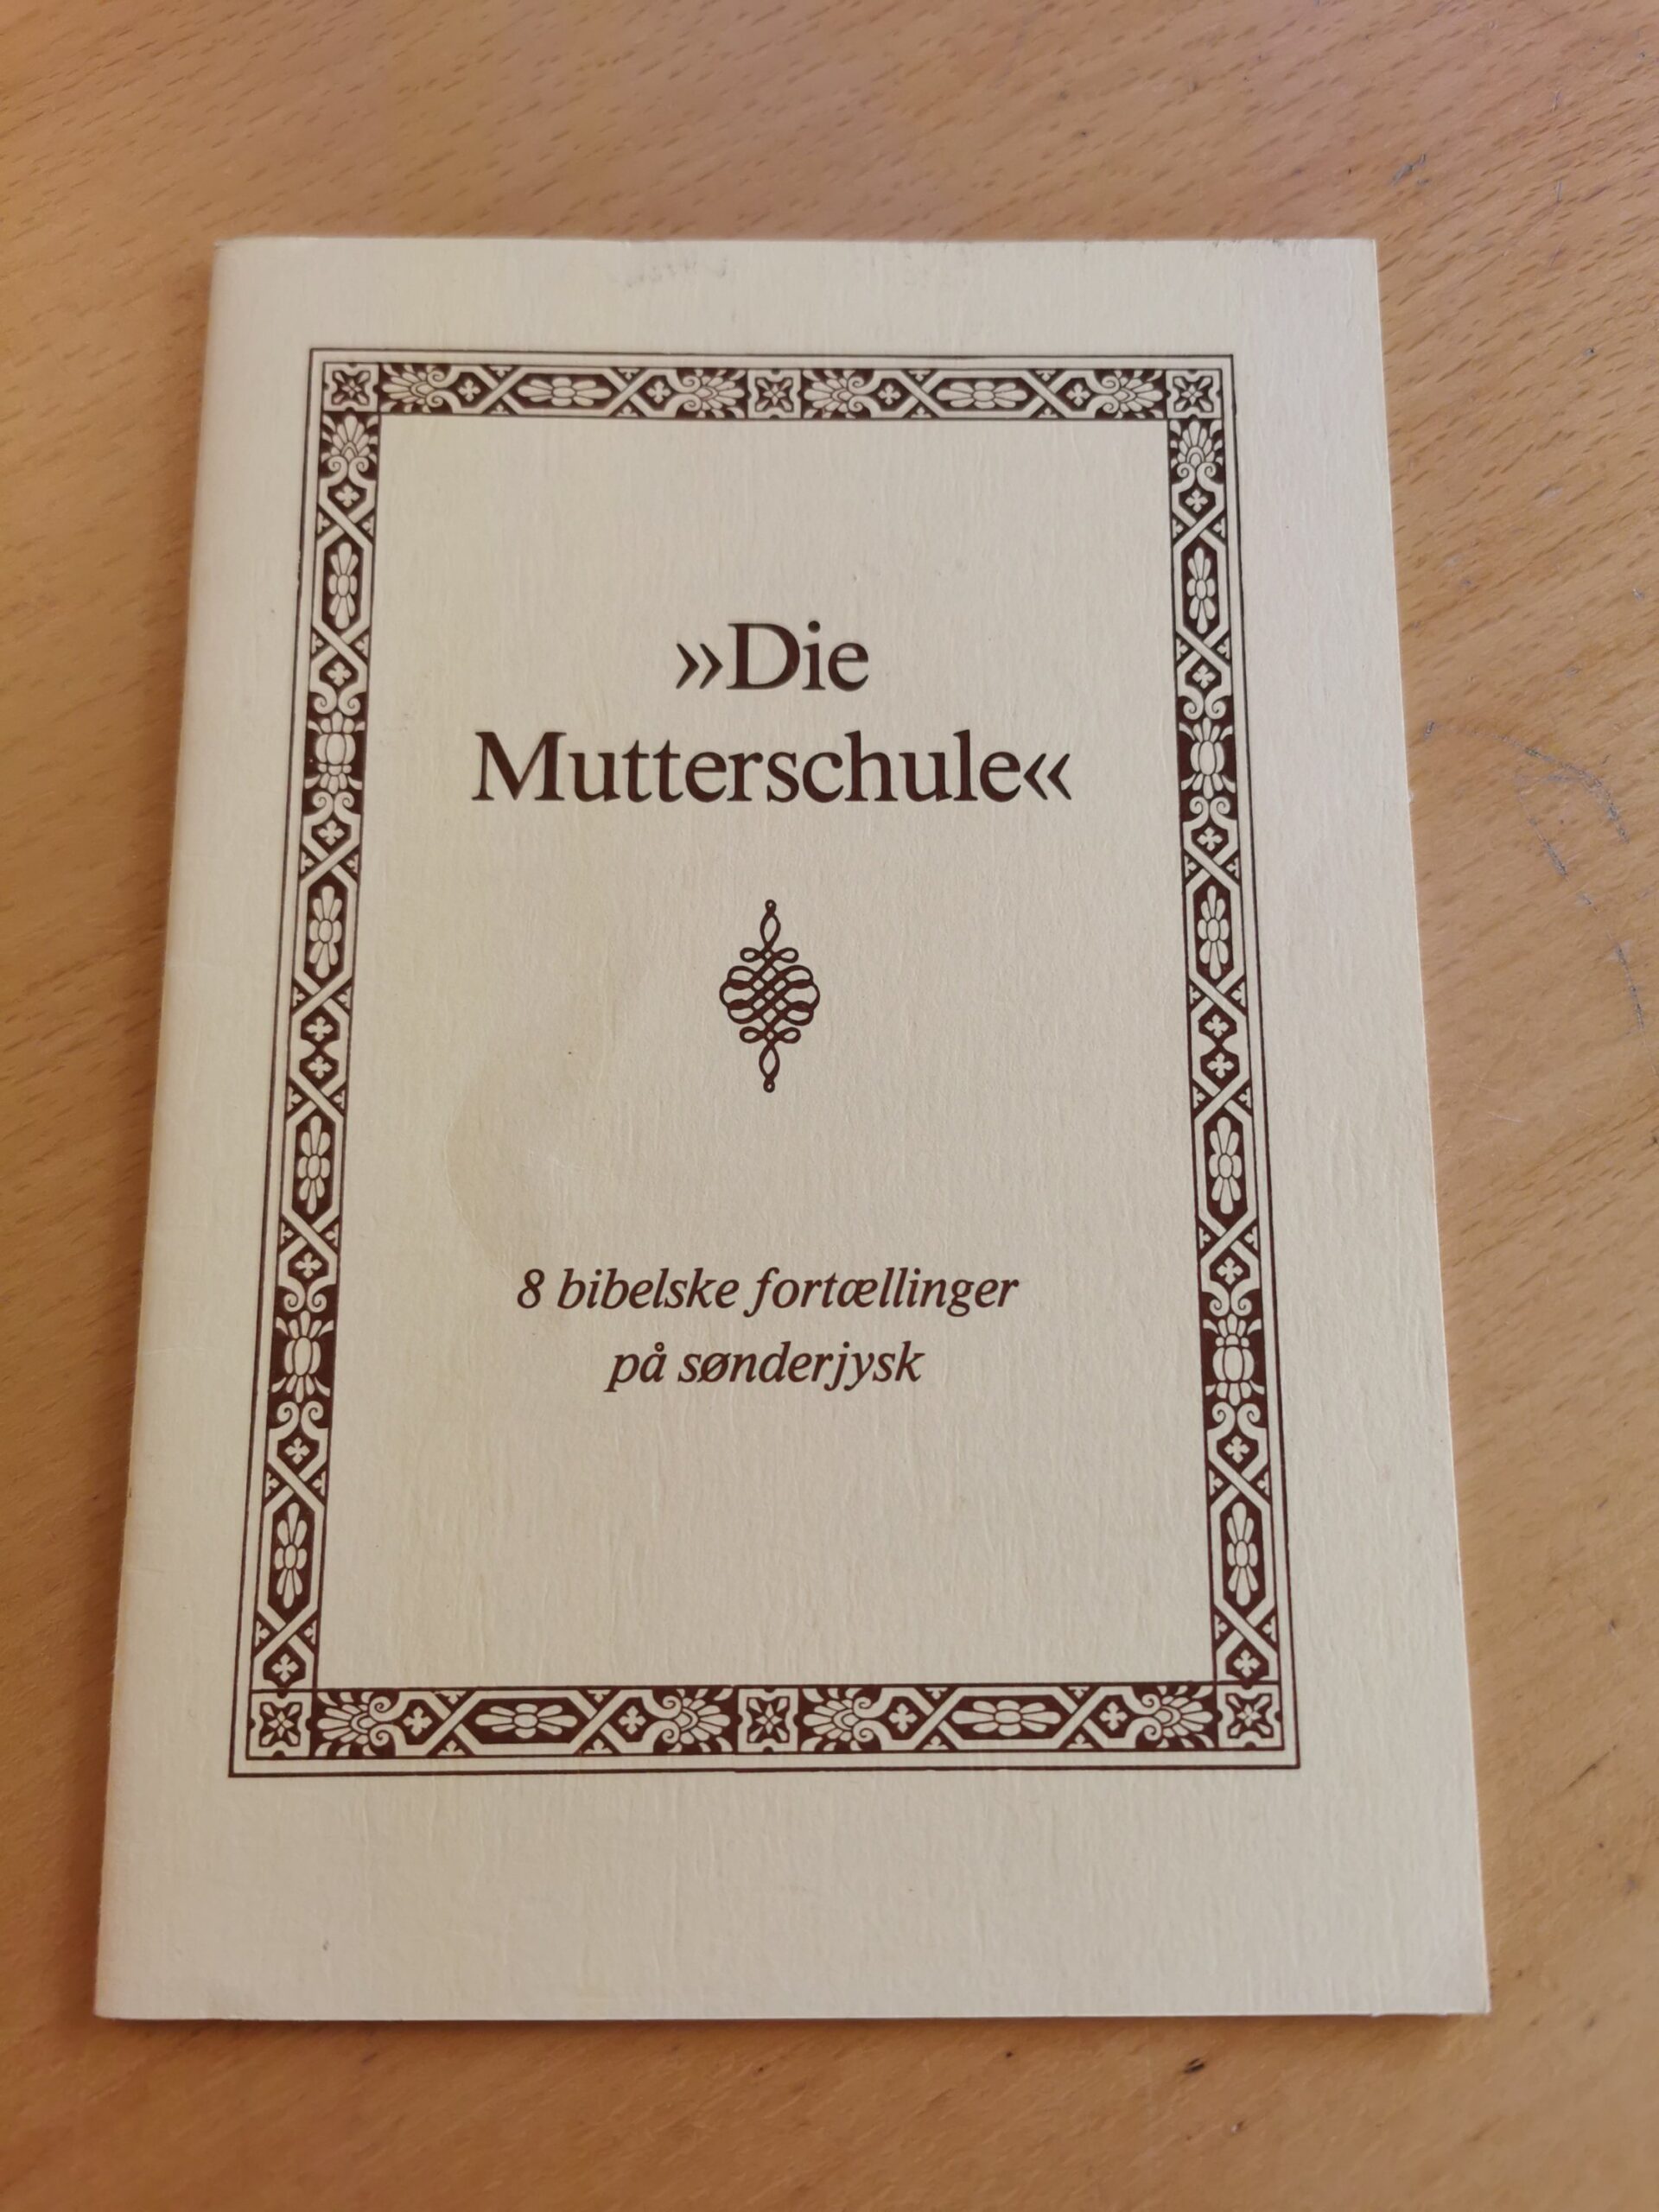 »Die
Mutterschule«
8 bibelske fortællinger
på sønderjysk